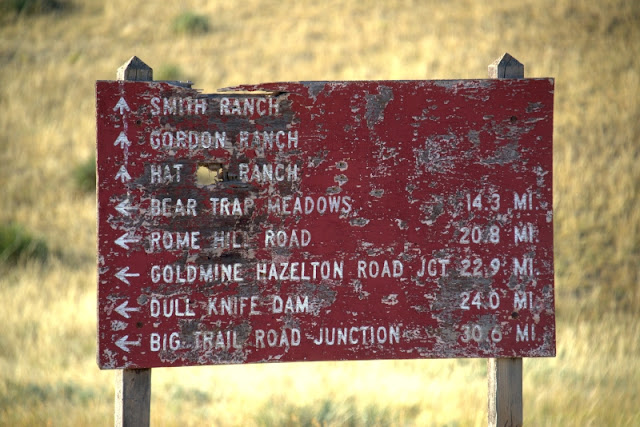 ↑ SMITH RANCH
↑ GORDON RANCH
↑ HAT RANCH
← BEAR TRAP MEADOWS 14.3 MI.
← ROME HILL ROAD 20.8 MI.
← GOLDMINE HAZELTON ROAD JCT 22.9 MI.
← DULL KNIFE DAM 24.0 MI.
← BIG TRAIL ROAD JUNCTION 30.6 MI.